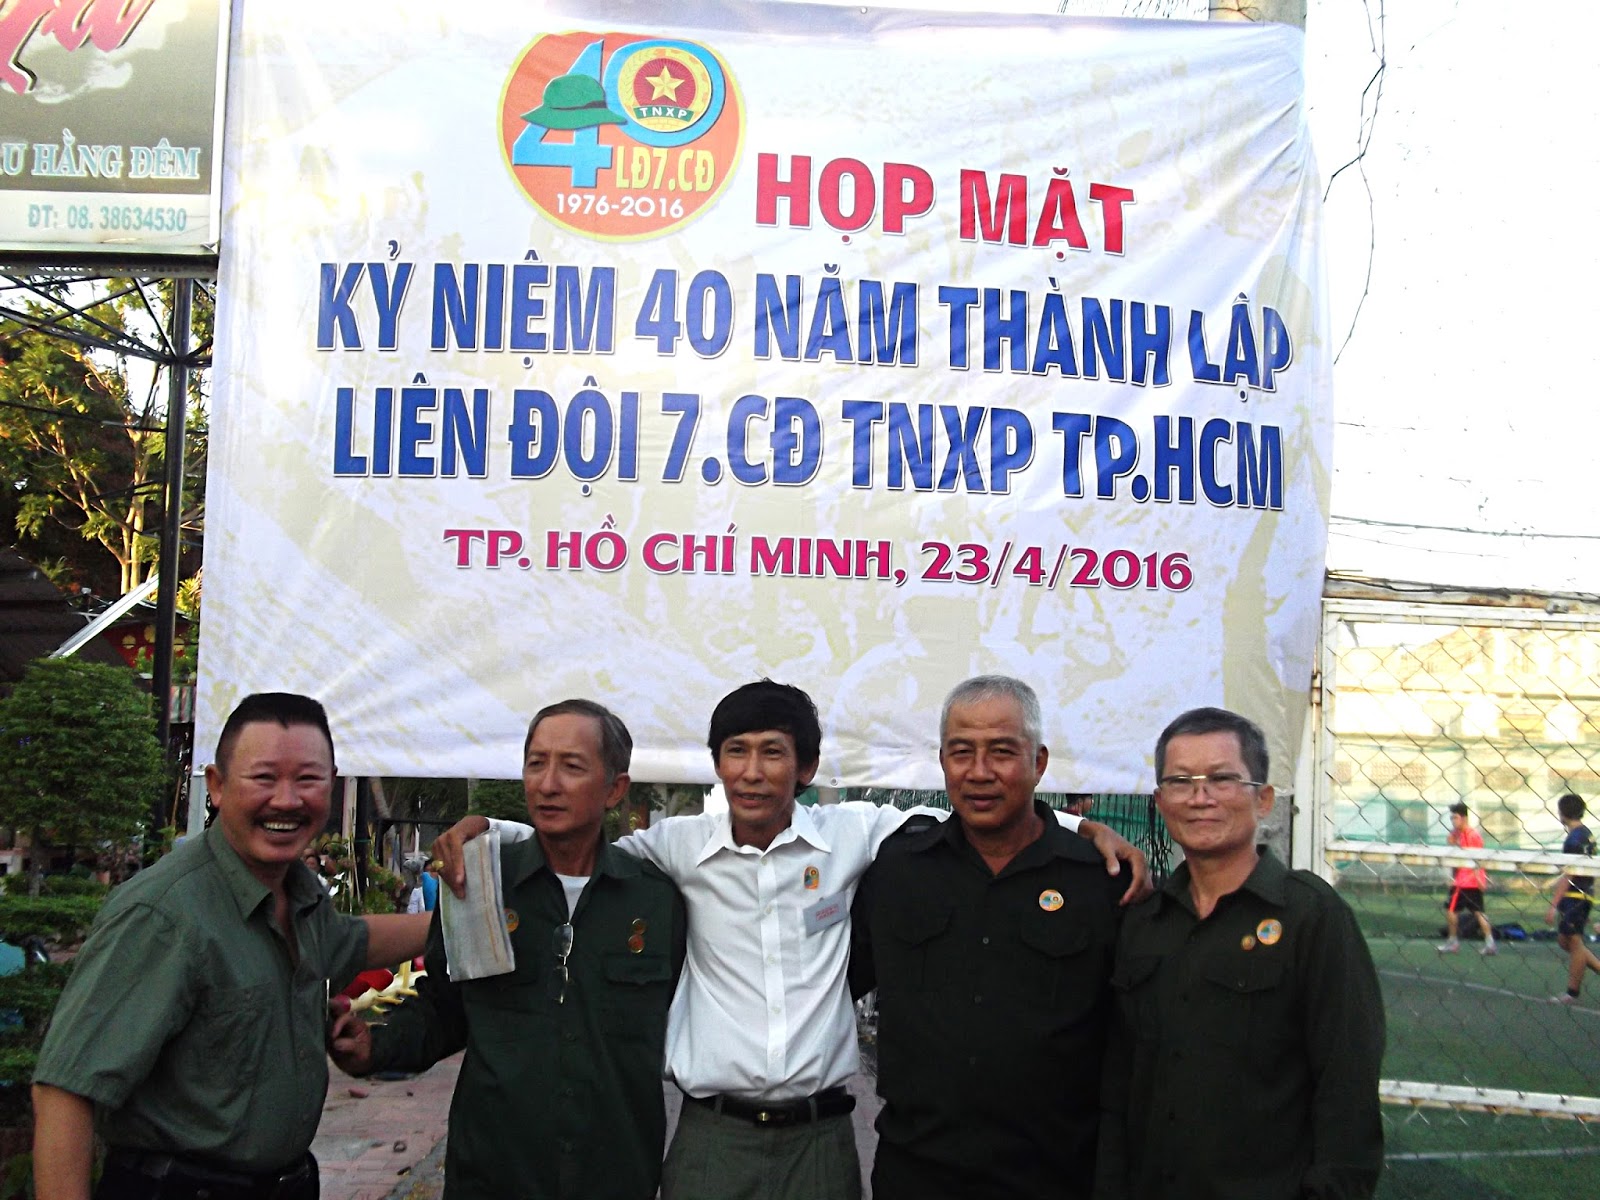 ẦU HẰNG ĐÊM
ĐT: 08. 38634530
40
TNXP
LĐ7.CĐ
1976-2016
HỌP MẶT
KỶ NIỆM 40 NĂM THÀNH LẬP
LIÊN ĐỘI 7.CĐ TNXP TP.HCM
TP. HỒ CHÍ MINH, 23/4/2016